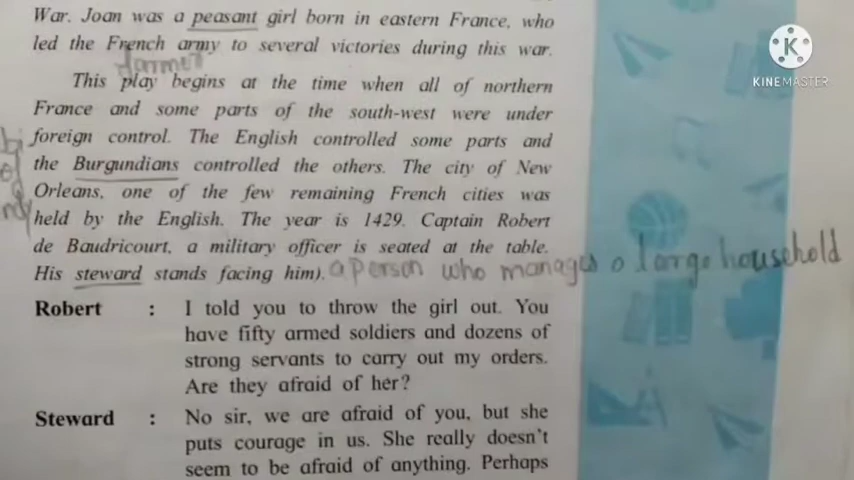 War. Joan was a peasant girl born in eastern France, who
led the French army to several victories during this war.
farmer
This play begins at the time when all of northern
France and some parts of the south-west were under
foreign control. The English controlled some parts and
the Burgundians controlled the others. The city of New
Orleans, one of the few remaining French cities was
held by the English. The year is 1429. Captain Robert
de Baudricourt, a military officer is seated at the table.
His steward stands facing him). a person who manages a large household
Robert : I told you to throw the girl out. You
have fifty armed soldiers and dozens of
strong servants to carry out my orders.
Are they afraid of her?
Steward : No sir, we are afraid of you, but she
puts courage in us. She really doesn't
seem to be afraid of anything. Perhaps
K
KINEMASTER